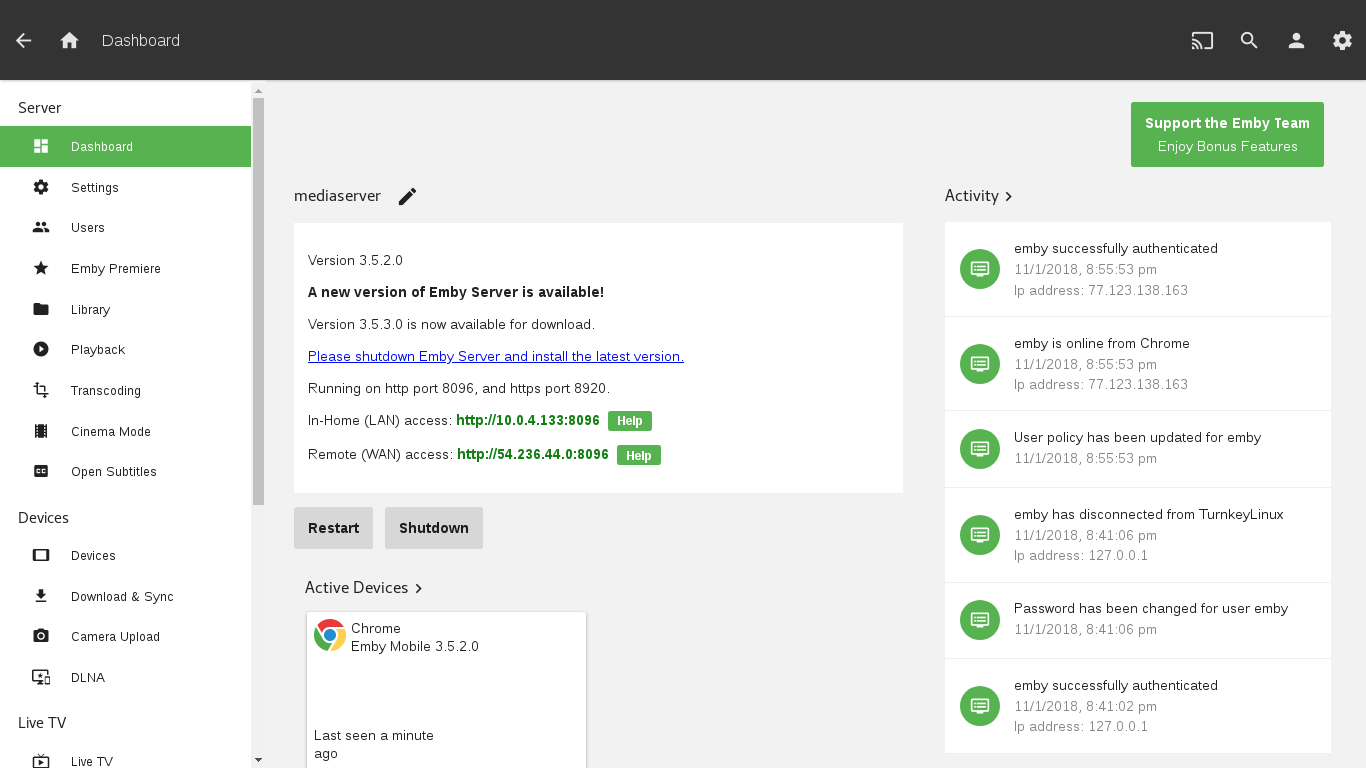 Dashboard
Server
Dashboard
Settings
Users
Emby Premiere
Library
Playback
Transcoding
Cinema Mode
Open Subtitles
Devices
Devices
Download & Sync
Camera Upload
DLNA
Live TV
Live TV
Support the Emby Team
Enjoy Bonus Features
mediaserver
Version 3.5.2.0
A new version of Emby Server is available!
Version 3.5.3.0 is now available for download.
Please shutdown Emby Server and install the latest version.
Running on http port 8096, and https port 8920.
In-Home (LAN) access: http://10.0.4.133:8096 Help
Remote (WAN) access: http://54.236.44.0:8096 Help
Restart Shutdown
Active Devices
Chrome
Emby Mobile 3.5.2.0
Last seen a minute
ago
Activity
emby successfully authenticated
11/1/2018, 8:55:53 pm
Ip address: 77.123.138.163
emby is online from Chrome
11/1/2018, 8:55:53 pm
Ip address: 77.123.138.163
User policy has been updated for emby
11/1/2018, 8:55:53 pm
emby has disconnected from TurnkeyLinux
11/1/2018, 8:41:06 pm
Ip address: 127.0.0.1
Password has been changed for user emby
11/1/2018, 8:41:06 pm
emby successfully authenticated
11/1/2018, 8:41:02 pm
Ip address: 127.0.0.1